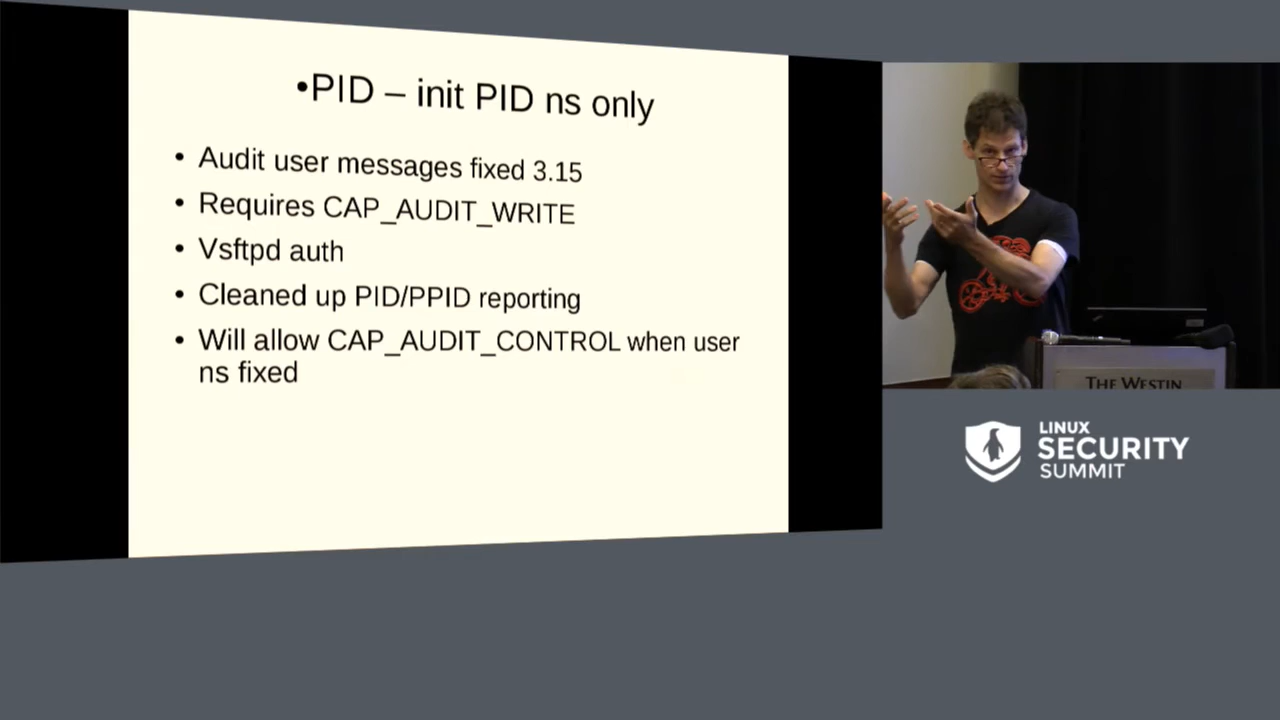 •PID – init PID ns only
• Audit user messages fixed 3.15
• Requires CAP_AUDIT_WRITE
• Vsftpd auth
• Cleaned up PID/PPID reporting
• Will allow CAP_AUDIT_CONTROL when user
ns fixed
THE WESTIN
LINUX
SECURITY
SUMMIT